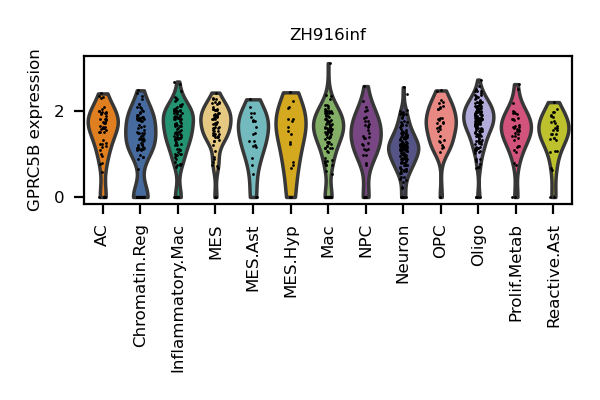 ZH916inf
GPRC5B expression
2
0
AC
Chromatin.Reg
Inflammatory.Mac
MES
MES.Ast
MES.Hyp
Mac
NPC
Neuron
OPC
Oligo
Prolif.Metab
Reactive.Ast